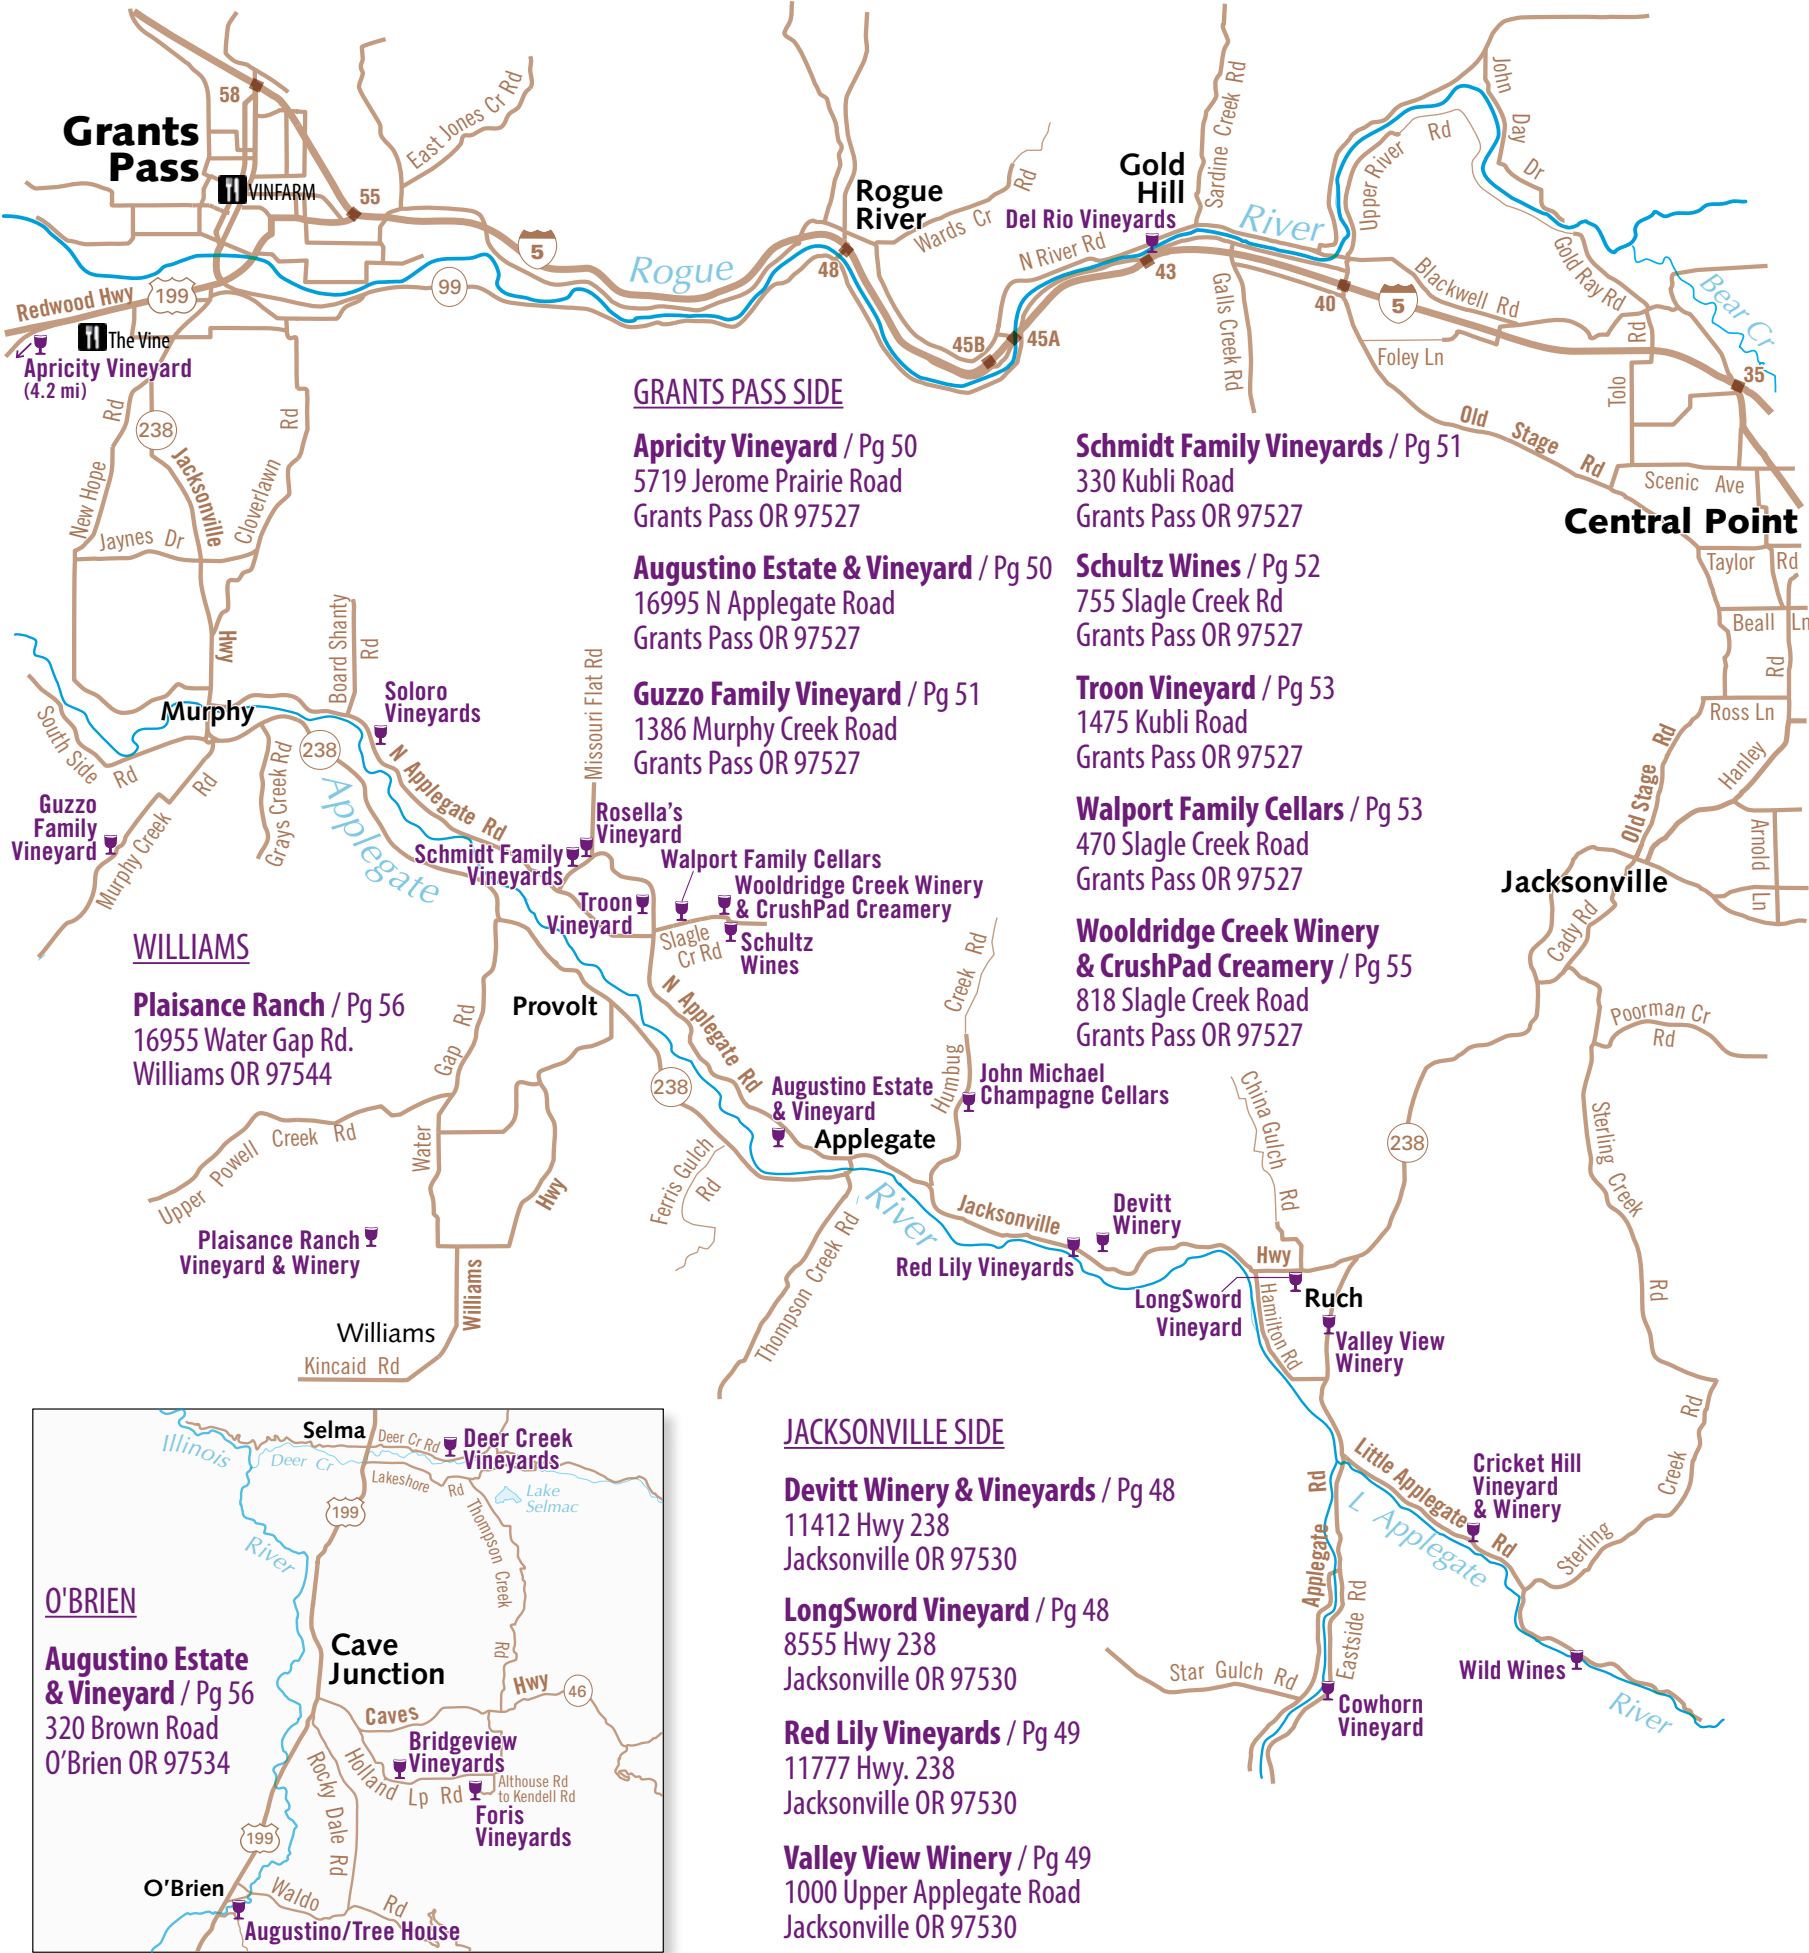 58
Grants
Pass
VINFARM
55
East Jones Cr Rd
5
Rogue
48
Rogue
River
Wards Cr
Rd
Gold
Hill
Sardine Creek Rd
Del Rio Vineyards
N River Rd
43
River
Upper River
Rd
John
Day
Dr
Gold Ray Rd
Bear Cr
Galls Creek Rd
40
5
Blackwell Rd
Foley Ln
Tolo
Rd
35
45B
45A
Old
Stage
Rd
Scenic Ave
Central Point
Taylor Rd
Beall Ln
Rd
Ross Ln
Hanley
Old Stage Rd
Arnold
Ln
Jacksonville
Cady Rd
Poorman Cr
Rd
Redwood Hwy
199
99
The Vine
Apricity Vineyard
(4.2 mi)
New Hope
Rd
238
Jacksonville
Hwy
Cloverlawn
Rd
Jaynes Dr
Murphy
South Side
Rd
Board Shanty
Rd
Soloro
Vineyards
238
Grays Creek Rd
Applegate
N Applegate Rd
Missouri Flat Rd
Guzzo
Family
Vineyard
Murphy Creek
Rd
Rosella's
Vineyard
Schmidt Family
Vineyards
Walport Family Cellars
Wooldridge Creek Winery
& CrushPad Creamery
Troon
Vineyard
Slagle
Cr Rd
Schultz
Wines
GRANTS PASS SIDE
Apricity Vineyard / Pg 50
5719 Jerome Prairie Road
Grants Pass OR 97527
Augustino Estate & Vineyard / Pg 50
16995 N Applegate Road
Grants Pass OR 97527
Guzzo Family Vineyard / Pg 51
1386 Murphy Creek Road
Grants Pass OR 97527
Schmidt Family Vineyards / Pg 51
330 Kubli Road
Grants Pass OR 97527
Schultz Wines / Pg 52
755 Slagle Creek Rd
Grants Pass OR 97527
Troon Vineyard / Pg 53
1475 Kubli Road
Grants Pass OR 97527
Walport Family Cellars / Pg 53
470 Slagle Creek Road
Grants Pass OR 97527
Wooldridge Creek Winery
& CrushPad Creamery / Pg 55
818 Slagle Creek Road
Grants Pass OR 97527
WILLIAMS
Plaisance Ranch / Pg 56
16955 Water Gap Rd.
Williams OR 97544
Provolt
Water
Gap
Rd
238
N Applegate Rd
Humbug
Creek Rd
Augustino Estate
& Vineyard
John Michael
Champagne Cellars
Applegate
Upper Powell
Creek Rd
Hwy
Ferris Gulch
Rd
Plaisance Ranch
Vineyard & Winery
Williams
Williams
Kincaid Rd
Thompson Creek Rd
River
Jacksonville
Red Lily Vineyards
Devitt
Winery
China Gulch
Rd
238
Hwy
LongSword
Vineyard
Hamilton Rd
Ruch
Valley View
Winery
Sterling Creek
Rd
Rd
Creek
Sterling
Little Applegate
Rd
L Applegate
Cricket Hill
Vineyard
& Winery
Rd
Applegate
Eastside Rd
Star Gulch Rd
Cowhorn
Vineyard
Wild Wines
River
JACKSONVILLE SIDE
Devitt Winery & Vineyards / Pg 48
11412 Hwy 238
Jacksonville OR 97530
LongSword Vineyard / Pg 48
8555 Hwy 238
Jacksonville OR 97530
Red Lily Vineyards / Pg 49
11777 Hwy. 238
Jacksonville OR 97530
Valley View Winery / Pg 49
1000 Upper Applegate Road
Jacksonville OR 97530
Illinois
River
Selma
Deer Cr
Deer Cr Rd
Deer Creek
Vineyards
Lakeshore Rd
Lake
Selmac
199
Thompson Creek
Rd
O'BRIEN
Augustino Estate
& Vineyard / Pg 56
320 Brown Road
O'Brien OR 97534
Cave
Junction
Caves
Hwy
46
Bridgeview
Vineyards
Holland Lp Rd
Althouse Rd
to Kendell Rd
Foris
Vineyards
Rocky Dale Rd
199
O'Brien
Waldo
Rd
Augustino/Tree House